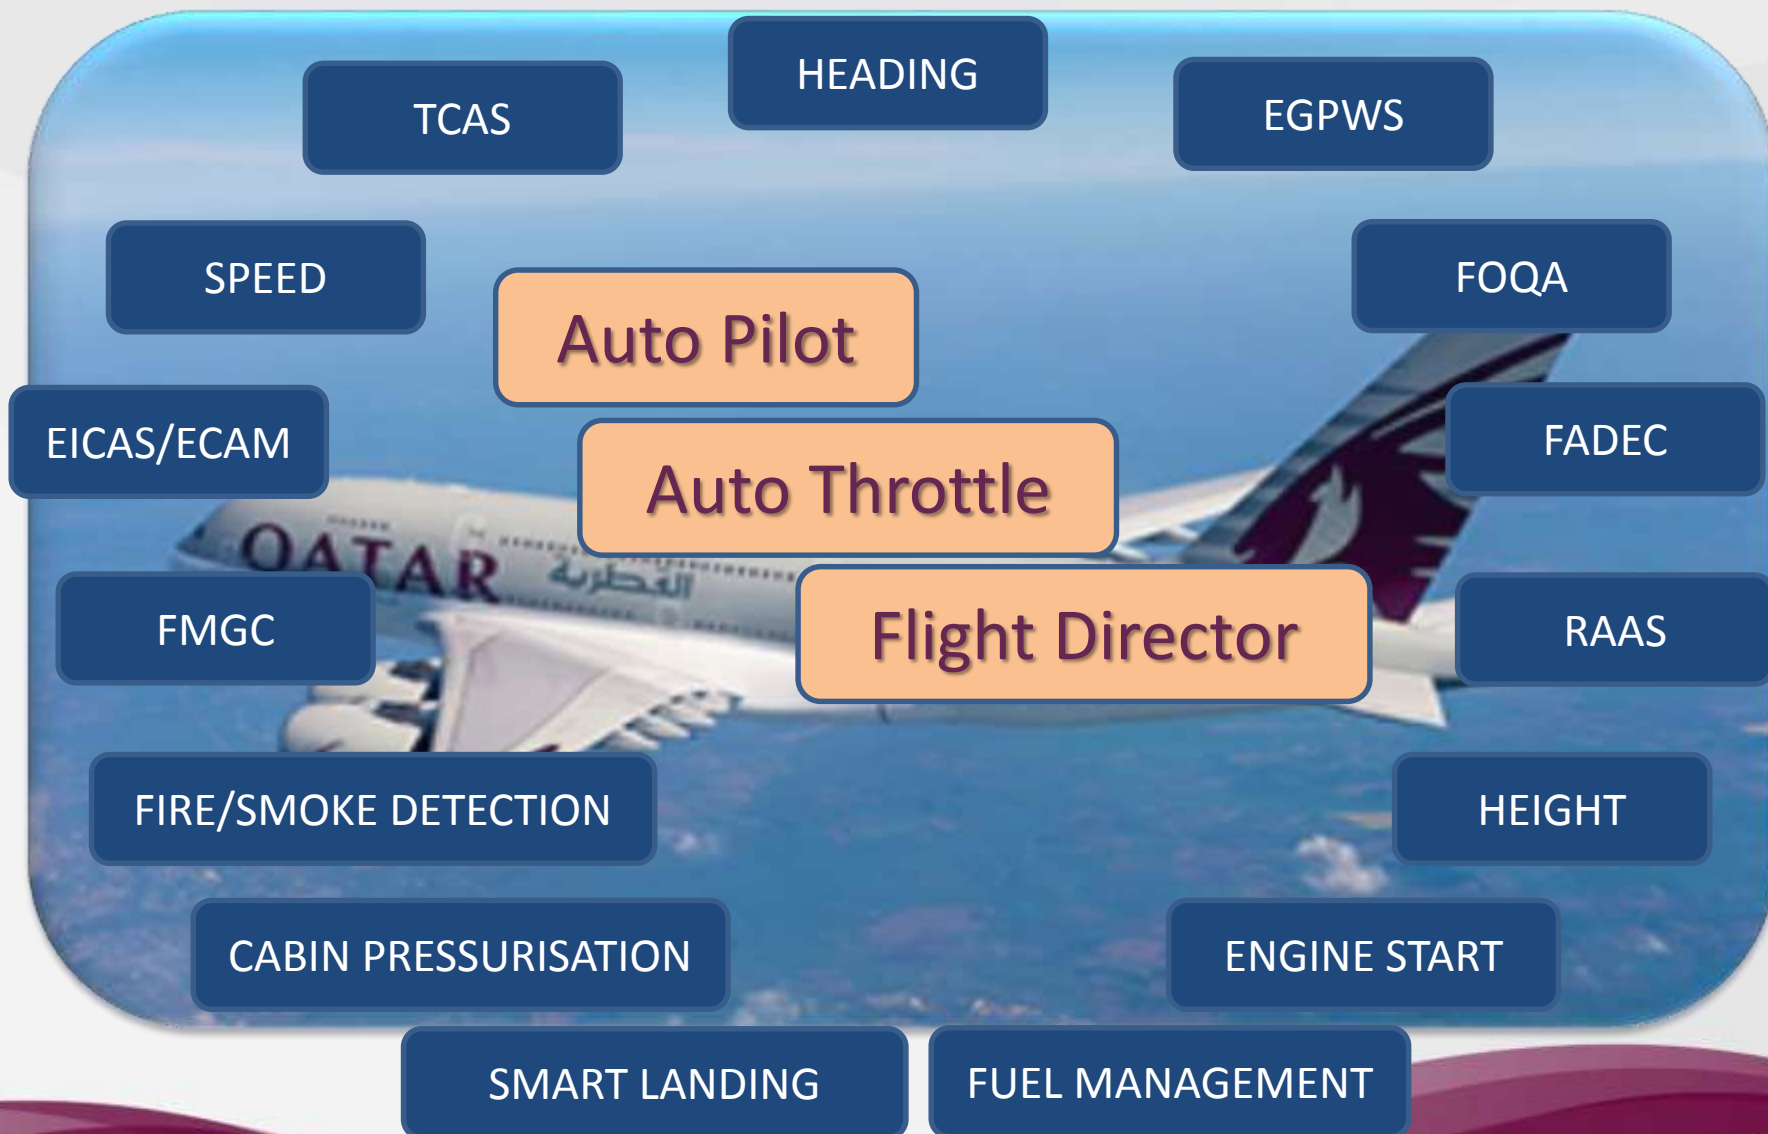 HEADING
TCAS
EGPWS
SPEED
FOQA
Auto Pilot
EICAS/ECAM
FADEC
Auto Throttle
QATAR القطرية
FMGC
Flight Director
RAAS
FIRE/SMOKE DETECTION
HEIGHT
CABIN PRESSURISATION
ENGINE START
SMART LANDING
FUEL MANAGEMENT